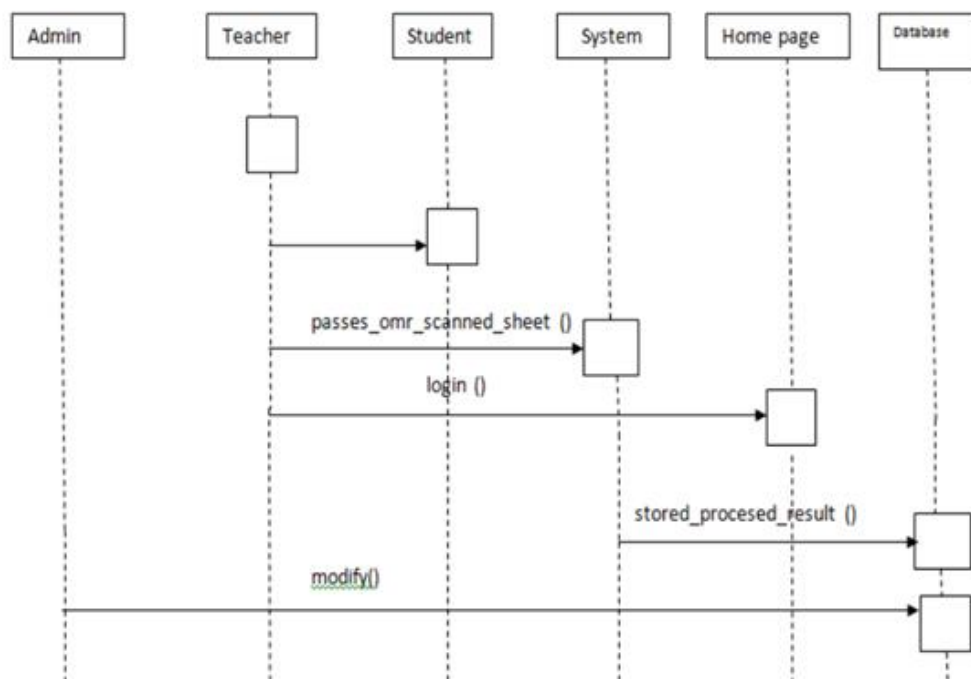 Admin
Teacher
Student
System
Home page
Database
passes_omr_scanned_sheet ()
login ()
stored_procesed_result ()
modify()